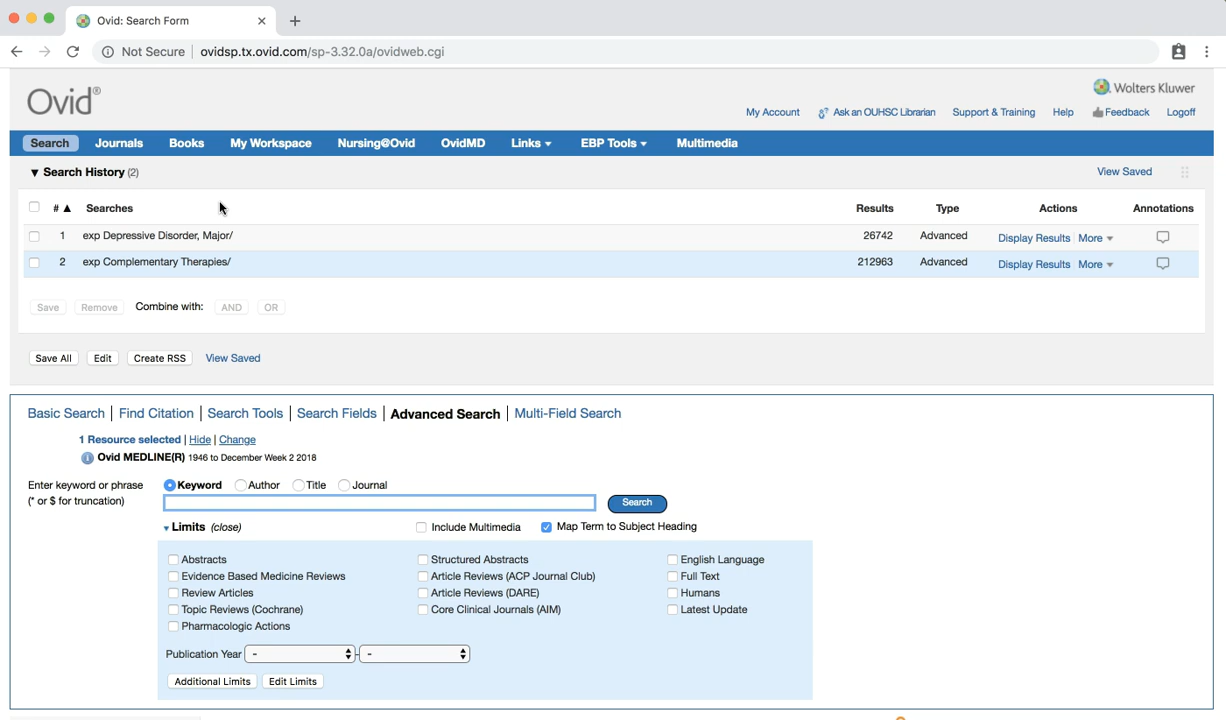 Ovid: Search Form
Not Secure ovidsp.tx.ovid.com/sp-3.32.0a/ovidweb.cgi
Ovid®
Wolters Kluwer
My Account Ask an OUHSC Librarian Support & Training Help Feedback Logoff
Search Journals Books My Workspace Nursing@Ovid OvidMD Links EBP Tools Multimedia
Search History (2) View Saved
# Searches Results Type Actions Annotations
1 exp Depressive Disorder, Major/ 26742 Advanced Display Results More
2 exp Complementary Therapies/ 212963 Advanced Display Results More
Save Remove Combine with: AND OR
Save All Edit Create RSS View Saved
Basic Search | Find Citation | Search Tools | Search Fields | Advanced Search | Multi-Field Search
1 Resource selected | Hide | Change
Ovid MEDLINE(R) 1946 to December Week 2 2018
Enter keyword or phrase Keyword Author Title Journal
(* or $ for truncation) Search
Limits (close) Include Multimedia Map Term to Subject Heading
Abstracts Structured Abstracts English Language
Evidence Based Medicine Reviews Article Reviews (ACP Journal Club) Full Text
Review Articles Article Reviews (DARE) Humans
Topic Reviews (Cochrane) Core Clinical Journals (AIM) Latest Update
Pharmacologic Actions
Publication Year - - -
Additional Limits Edit Limits